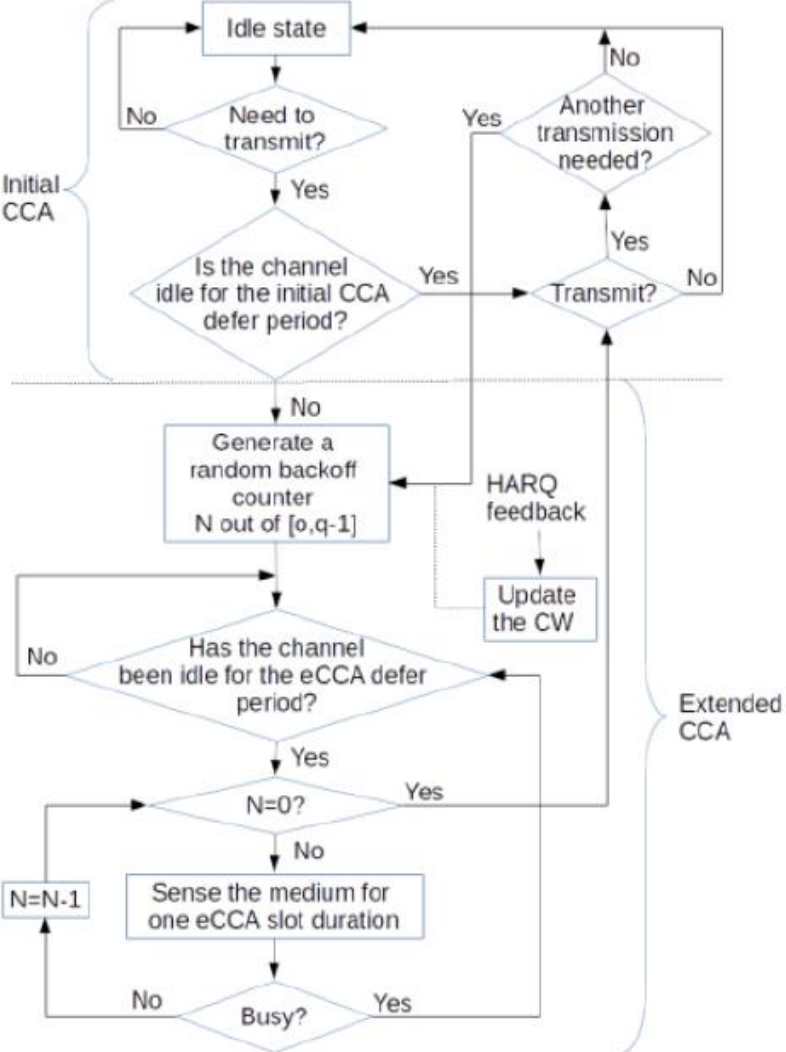 Idle state
No
Need to
transmit?
Yes
No
Another
transmission
needed?
Yes
Initial
CCA
Is the channel
idle for the initial CCA
defer period?
Yes
Yes
Transmit?
No
No
Generate a
random backoff
counter
N out of [o,q-1]
HARQ
feedback
Update
the CW
No
Has the channel
been idle for the eCCA defer
period?
Extended
CCA
Yes
N=0?
Yes
No
N=N-1
Sense the medium for
one eCCA slot duration
No
Busy?
Yes